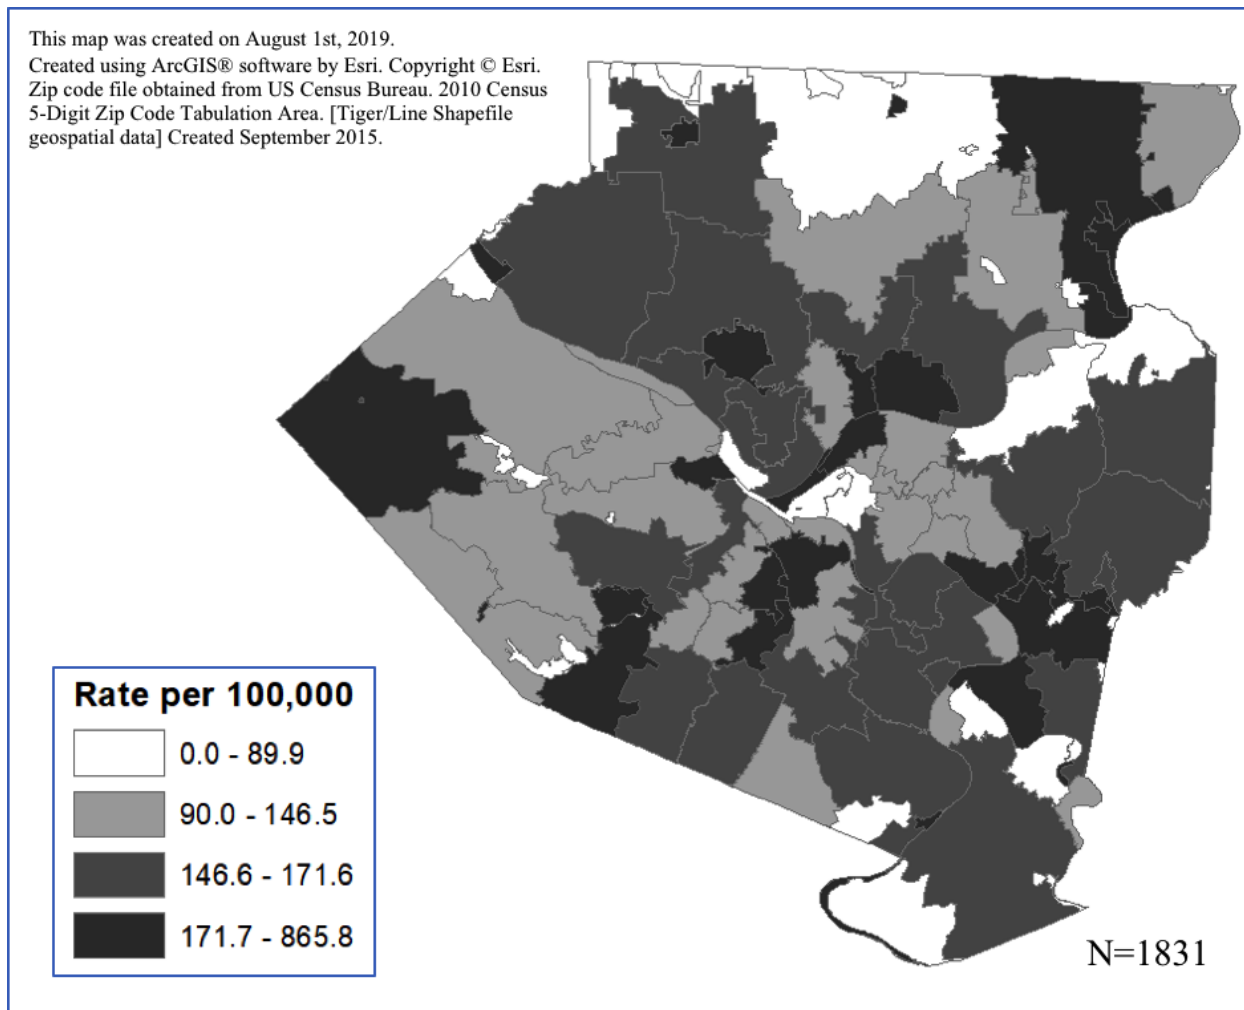 This map was created on August 1st, 2019.
Created using ArcGIS® software by Esri. Copyright © Esri.
Zip code file obtained from US Census Bureau. 2010 Census
5-Digit Zip Code Tabulation Area. [Tiger/Line Shapefile
geospatial data] Created September 2015.
Rate per 100,000
0.0 - 89.9
90.0 - 146.5
146.6 - 171.6
171.7 - 865.8
N=1831